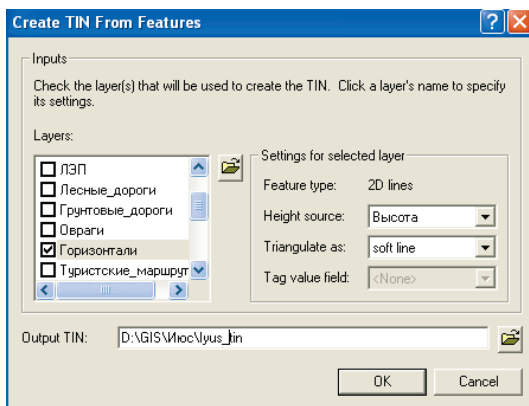 Create TIN From Features
Inputs
Check the layer(s) that will be used to create the TIN. Click a layer's name to specify
its settings.
Layers:
ЛЭП
Лесные_дороги
Грунтовые_дороги
Овраги
Горизонтали
Туристские_маршрут
Settings for selected layer
Feature type: 2D lines
Height source: Высота
Triangulate as: soft line
Tag value field: <None>
Output TIN: D:\GIS\Июс\Iyus_tin
OK Cancel